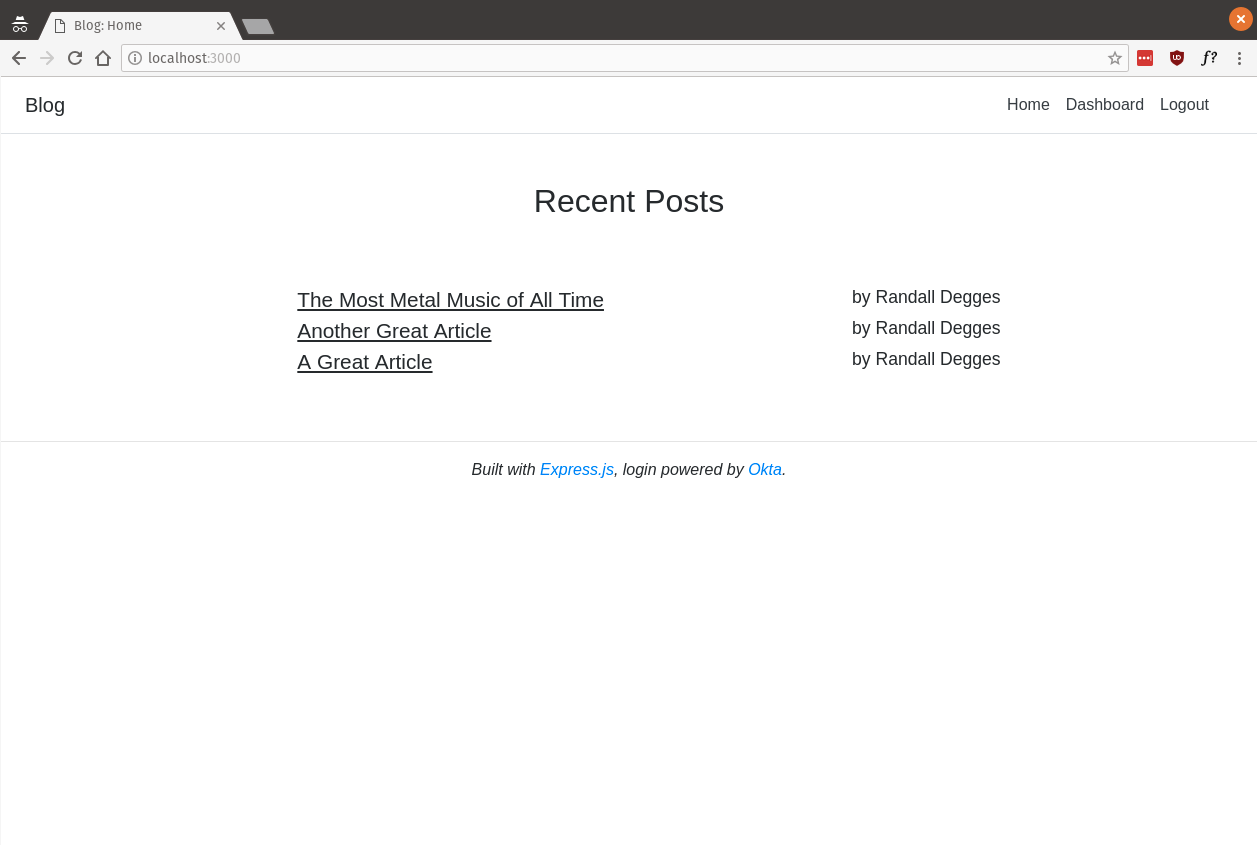 Blog: Home
localhost:3000
f?
Blog Home Dashboard Logout
Recent Posts
The Most Metal Music of All Time by Randall Degges
Another Great Article by Randall Degges
A Great Article by Randall Degges
Built with Express.js, login powered by Okta.